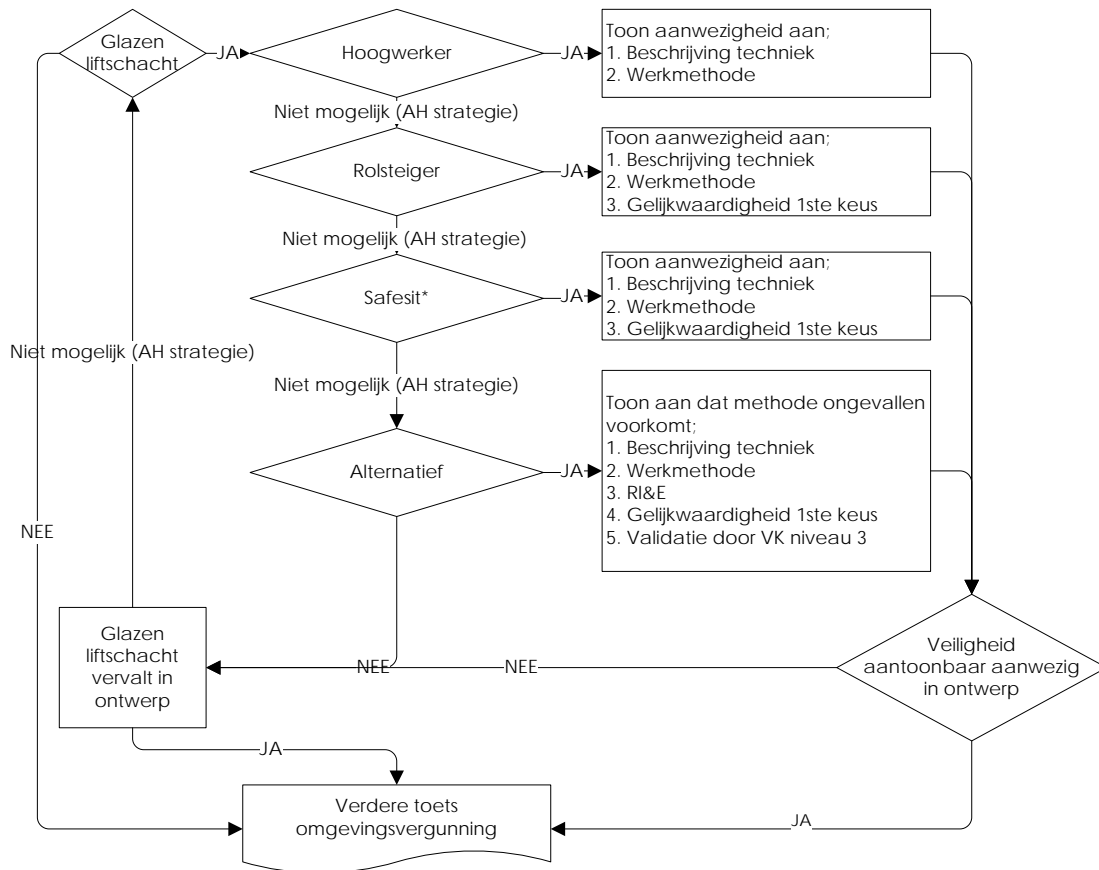 Glazen
liftschacht
JA
Hoogwerker
JA
Toon aanwezigheid aan;
1. Beschrijving techniek
2. Werkmethode
Niet mogelijk (AH strategie)
Rolsteiger
JA
Toon aanwezigheid aan;
1. Beschrijving techniek
2. Werkmethode
3. Gelijkwaardigheid 1ste keus
Niet mogelijk (AH strategie)
Safesit*
JA
Toon aanwezigheid aan;
1. Beschrijving techniek
2. Werkmethode
3. Gelijkwaardigheid 1ste keus
Niet mogelijk (AH strategie)
Niet mogelijk (AH strategie)
Alternatief
JA
Toon aan dat methode ongevallen
voorkomt;
1. Beschrijving techniek
2. Werkmethode
3. RI&E
4. Gelijkwaardigheid 1ste keus
5. Validatie door VK niveau 3
NEE
Glazen
liftschacht
vervalt in
ontwerp
NEE
NEE
Veiligheid
aantoonbaar aanwezig
in ontwerp
JA
Verdere toets
omgevingsvergunning
JA